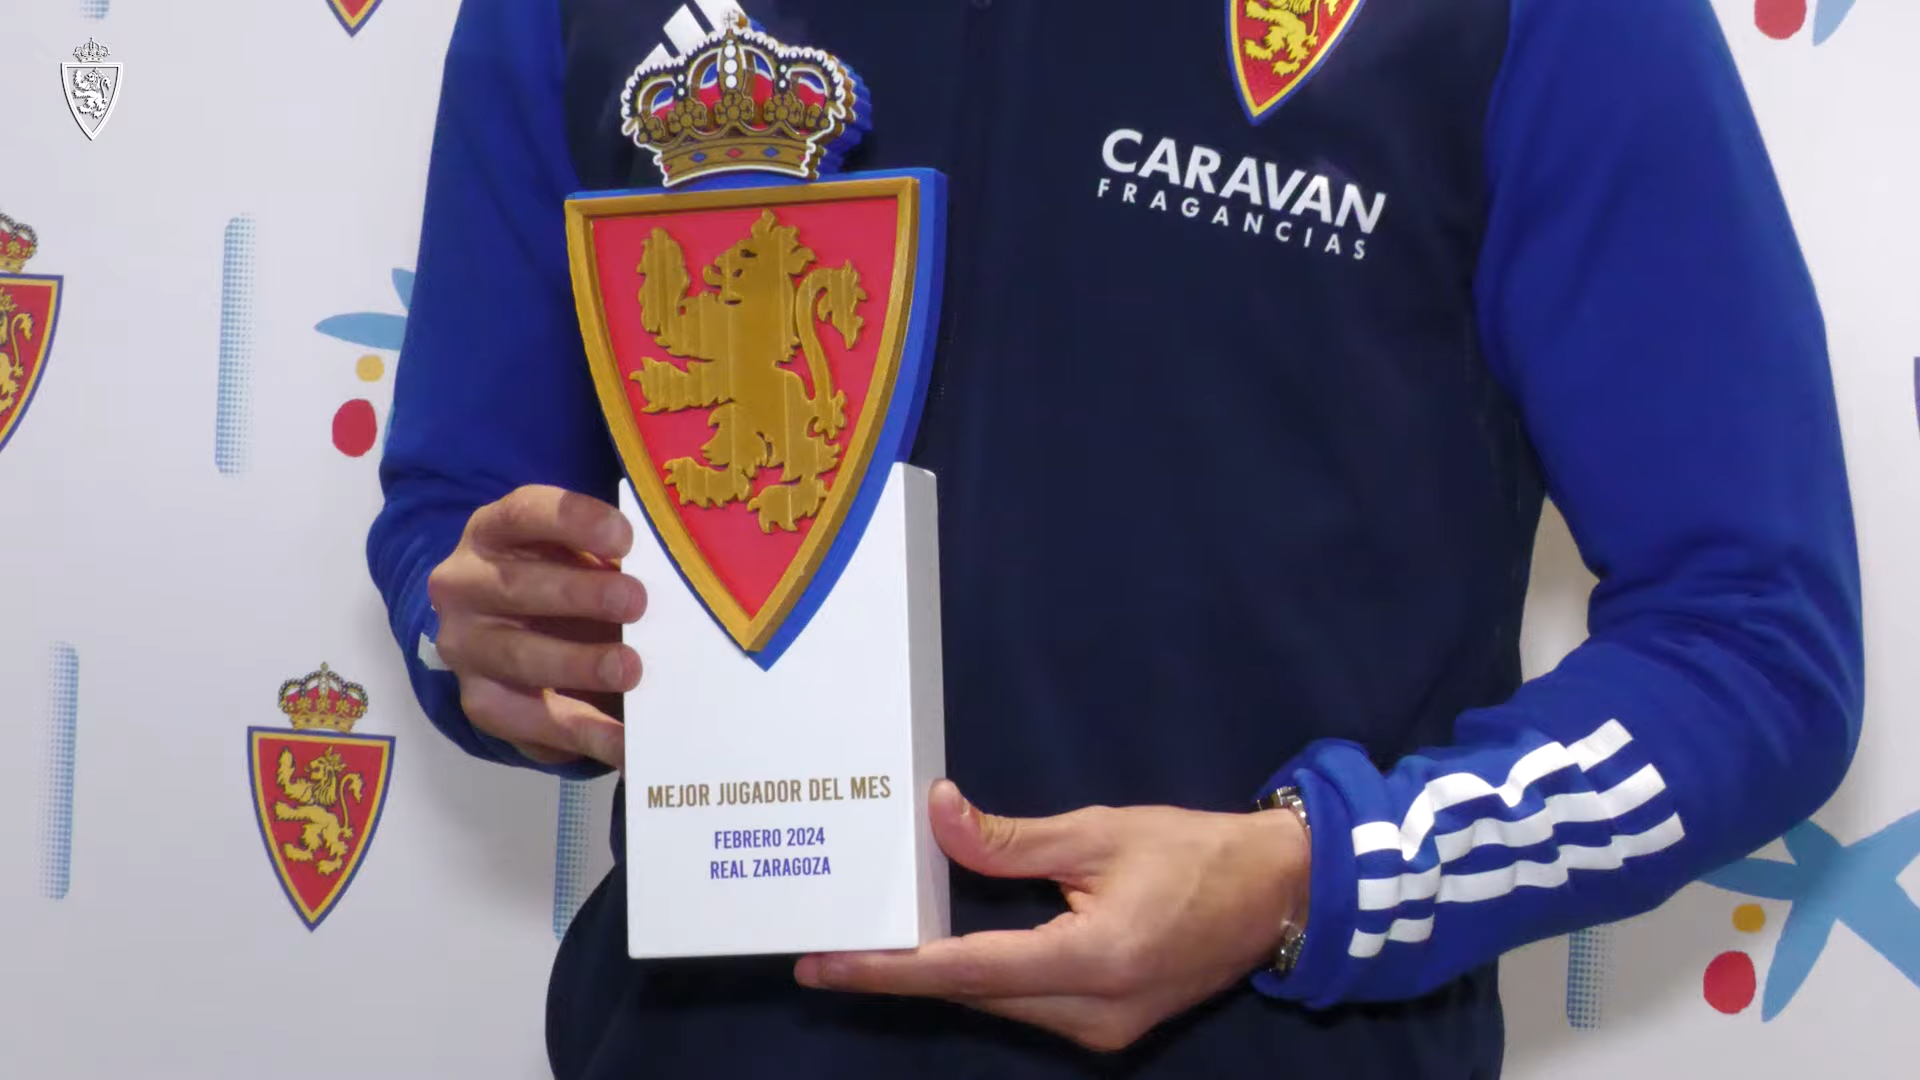 CARAVAN
FRAGANCIAS
MEJOR JUGADOR DEL MES
FEBRERO 2024
REAL ZARAGOZA